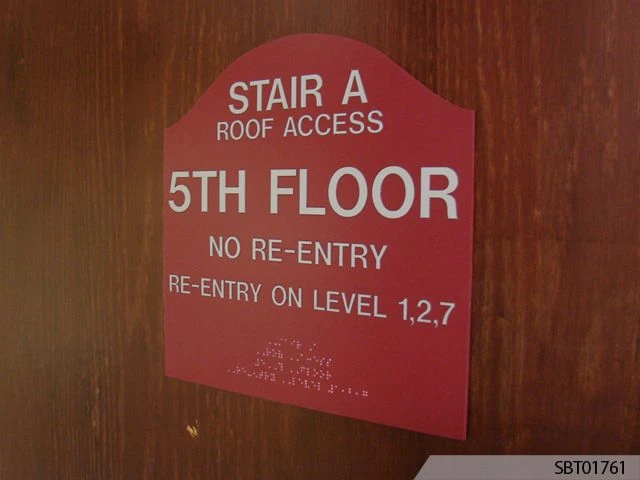 STAIR A
ROOF ACCESS
5TH FLOOR
NO RE-ENTRY
RE-ENTRY ON LEVEL 1,2,7
SBT01761